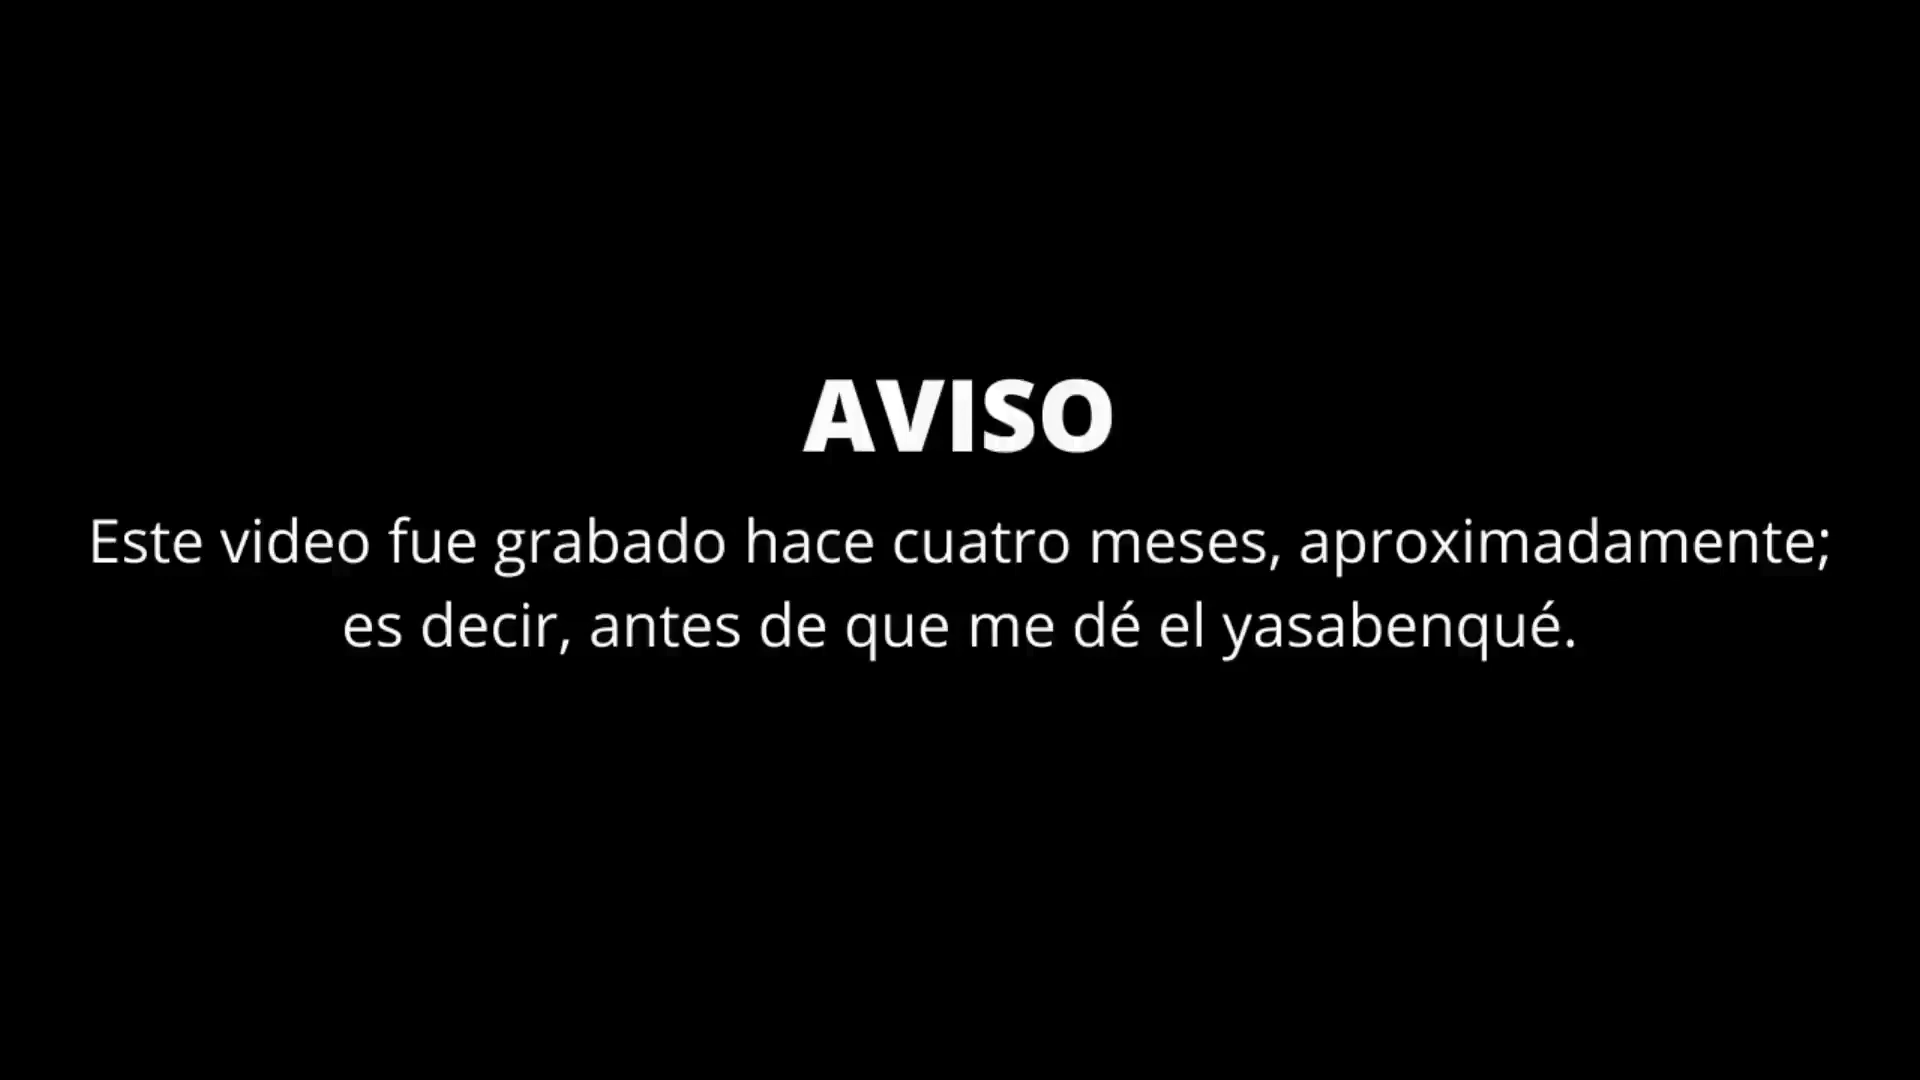 AVISO
Este video fue grabado hace cuatro meses, aproximadamente;
es decir, antes de que me dé el yasabenqué.